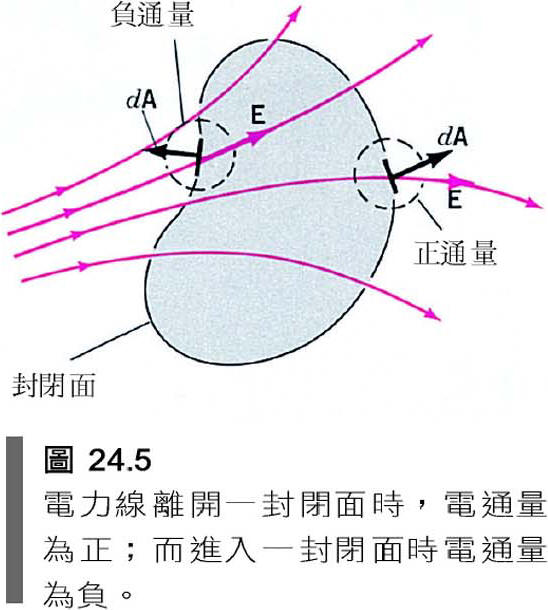 負通量
dA
E
dA
E
正通量
封閉面
圖 24.5
電力線離開一封閉面時，電通量
為正；而進入一封閉面時電通量
為負。